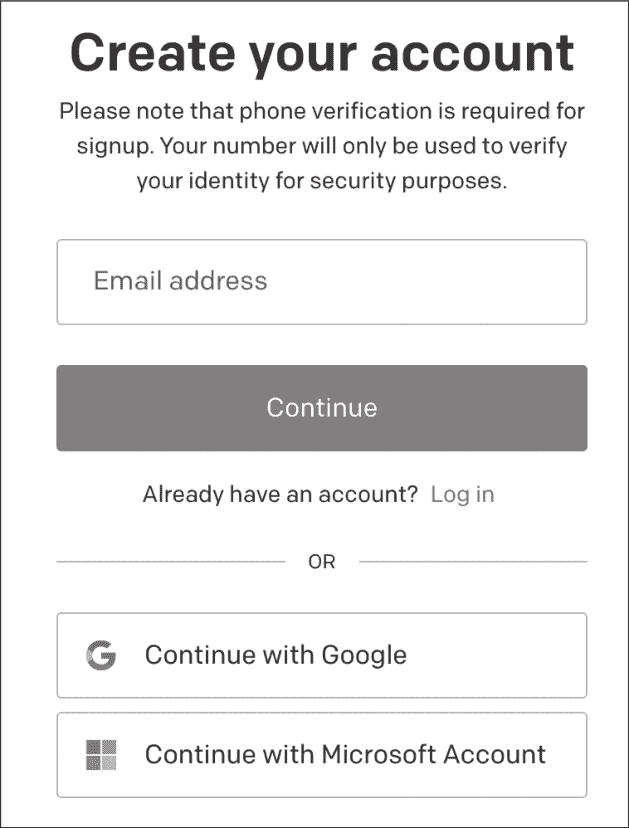 Create your account
Please note that phone verification is required for
signup. Your number will only be used to verify
your identity for security purposes.
Email address
Continue
Already have an account? Log in
OR
Continue with Google
Continue with Microsoft Account